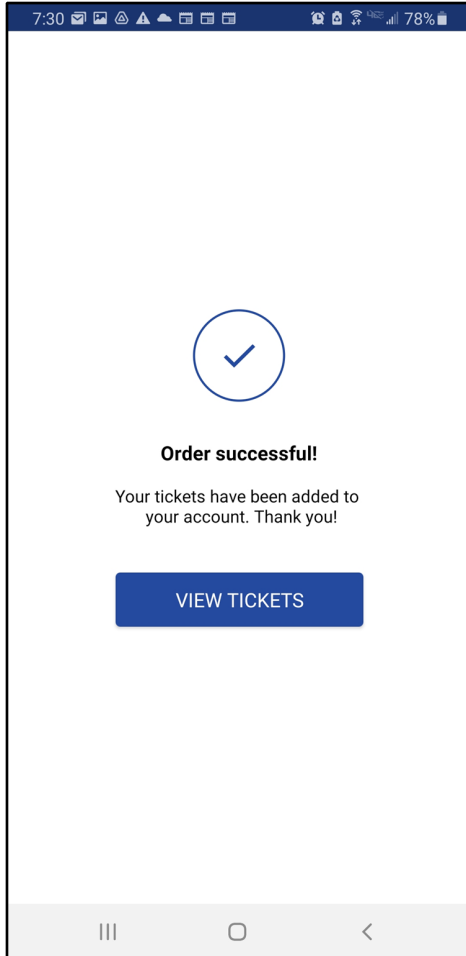 7:30 78%
Order successful!
Your tickets have been added to
your account. Thank you!
VIEW TICKETS